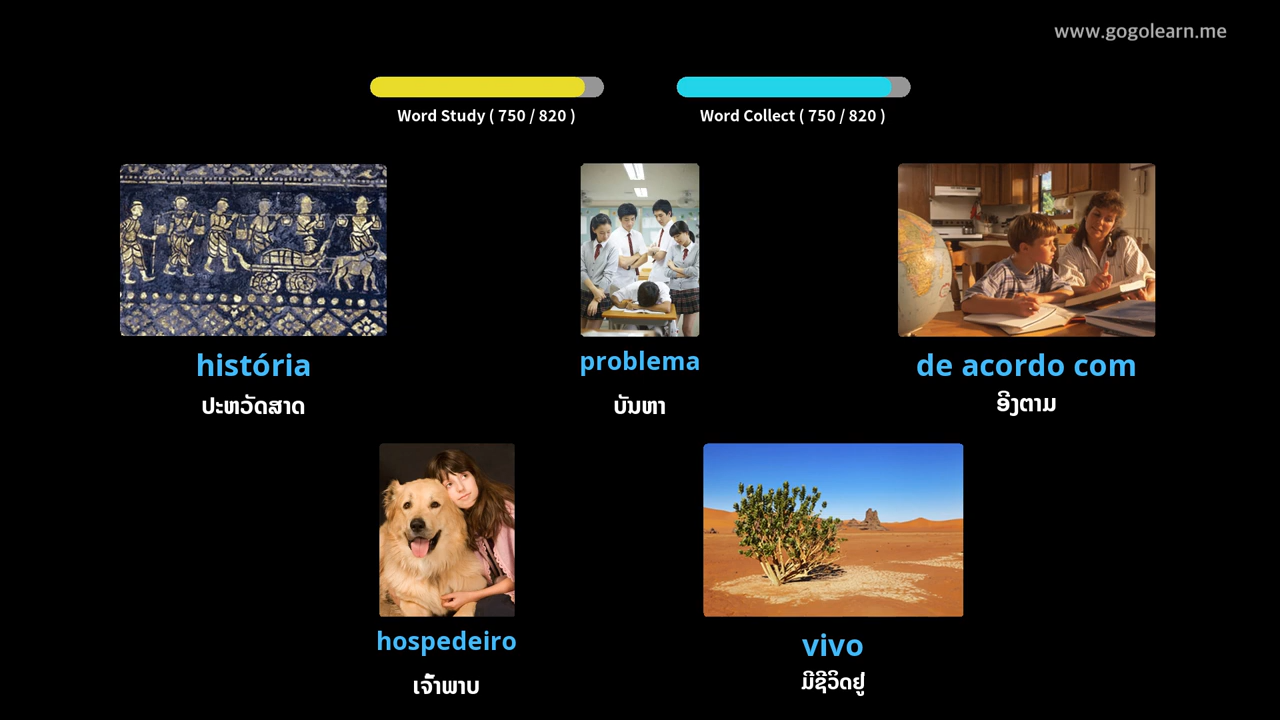 www.gogolearn.me
Word Study ( 750 / 820 )
Word Collect ( 750 / 820 )
história
ປະຫວັດສາດ
problema
ບັນຫາ
de acordo com
ອີງຕາມ
hospedeiro
ເຈົ້າພາບ
vivo
ມີຊີວິດຢູ່